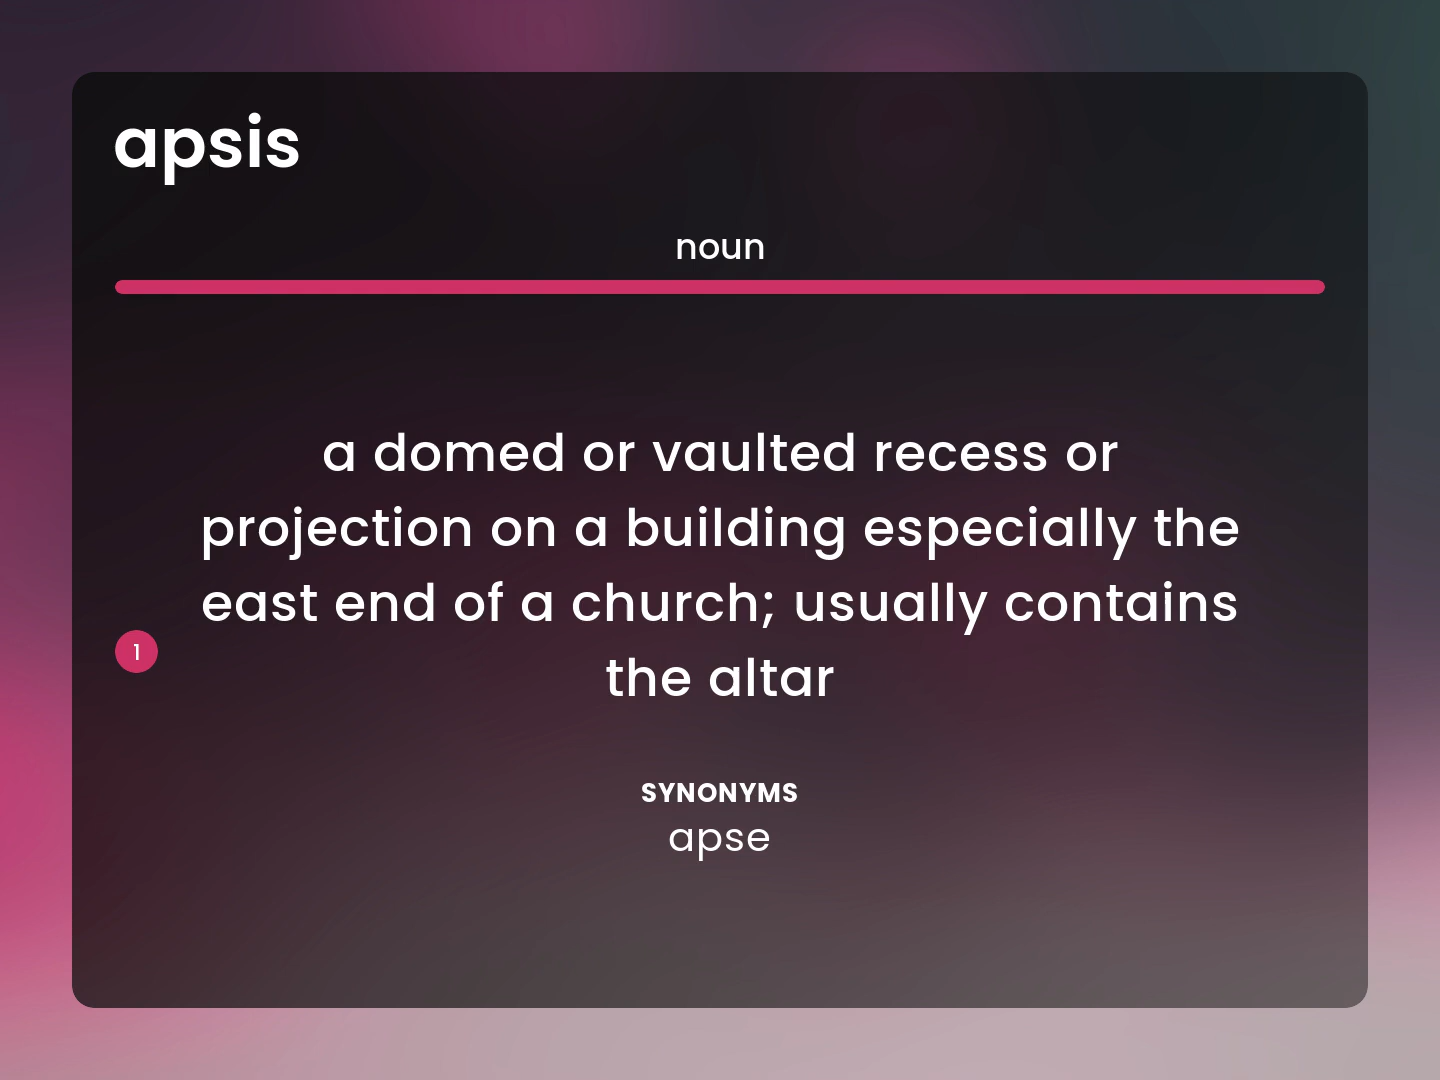 apsis
noun
a domed or vaulted recess or
projection on a building especially the
east end of a church; usually contains
the altar
1
SYNONYMS
apse